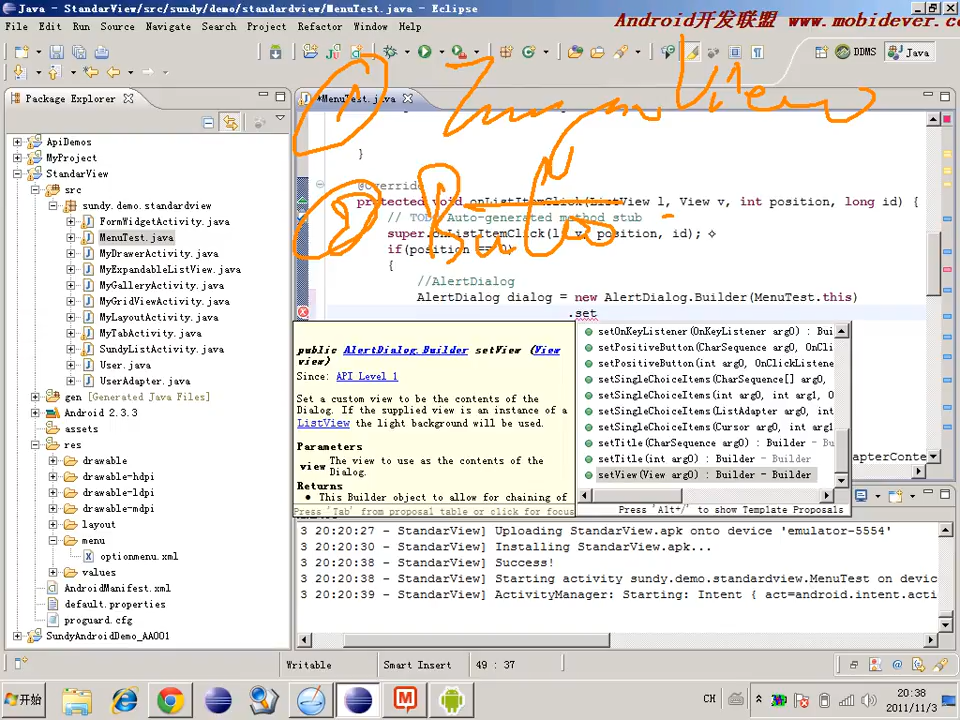 Java - StandarView/src/sundy/demo/standardview/MenuTest.java - Eclipse
Android开发联盟 www.mobidever.co
File Edit Run Source Navigate Search Project Refactor Window Help
DDMS Java
Package Explorer
*MenuTest.java
ApiDemos
MyProject
StandarView
src
sundy.demo.standardview
FormWidgetActivity.java
MenuTest.java
MyDrawerActivity.java
MyExpandableListView.java
MyGalleryActivity.java
MyGridViewActivity.java
MyLayoutActivity.java
MyTabActivity.java
SundyListActivity.java
User.java
UserAdapter.java
gen [Generated Java Files]
Android 2.3.3
assets
res
drawable
drawable-hdpi
drawable-ldpi
drawable-mdpi
layout
menu
optionmenu.xml
values
AndroidManifest.xml
default.properties
proguard.cfg
SundyAndroidDemo_AA001
}
@Override
protected void onListItemClick(ListView l, View v, int position, long id) {
// TODO Auto-generated method stub
super.onListItemClick(l, v, position, id);
if(position == 0)
{
//AlertDialog
AlertDialog dialog = new AlertDialog.Builder(MenuTest.this)
.set
public AlertDialog.Builder setView (View
view)
Since: API Level 1
Set a custom view to be the contents of the
Dialog. If the supplied view is an instance of a
ListView the light background will be used.
Parameters
view The view to use as the contents of the
Dialog.
Returns
• This Builder object to allow for chaining of
Press 'Tab' from proposal table or click for focus
setOnKeyListener(OnKeyListener arg0) : Bui
setPositiveButton(CharSequence arg0, OnCli
setPositiveButton(int arg0, OnClickListene
setSingleChoiceItems(CharSequence[] arg0,
setSingleChoiceItems(int arg0, int arg1, O
setSingleChoiceItems(ListAdapter arg0, int
setSingleChoiceItems(Cursor arg0, int arg1
setTitle(CharSequence arg0) : Builder - Bu
setTitle(int arg0) : Builder - Builder
setView(View arg0) : Builder - Builder
Press 'Alt+/' to show Template Proposals
apterConte
3 20:20:27 - StandarView] Uploading StandarView.apk onto device 'emulator-5554'
3 20:20:30 - StandarView] Installing StandarView.apk...
3 20:20:38 - StandarView] Success!
3 20:20:38 - StandarView] Starting activity sundy.demo.standardview.MenuTest on devic
3 20:20:39 - StandarView] ActivityManager: Starting: Intent { act=android.intent.acti
Writable Smart Insert 49 : 37
开始
CH
20:38
2011/11/3